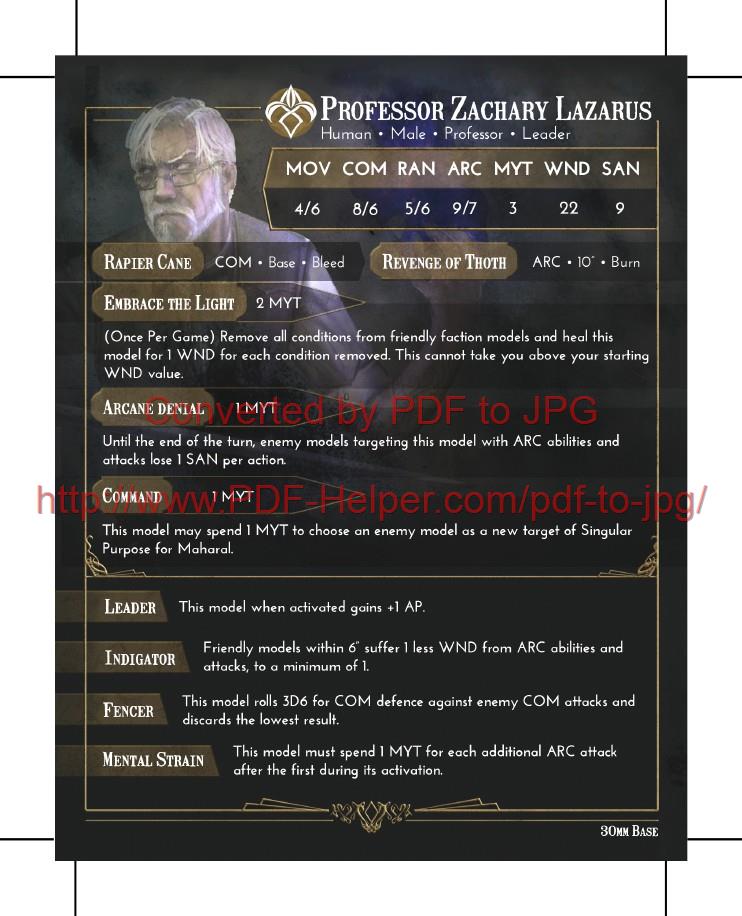 Professor Zachary Lazarus
Human • Male • Professor • Leader
MOV COM RAN ARC MYT WND SAN
4/6 8/6 5/6 9/7 3 22 9
Rapier Cane COM • Base • Bleed Revenge of Thoth ARC • 10" • Burn
Embrace the Light 2 MYT
(Once Per Game) Remove all conditions from friendly faction models and heal this
model for 1 WND for each condition removed. This cannot take you above your starting
WND value.
Arcane denial 1 MYT
Converted by PDF to JPG
Until the end of the turn, enemy models targeting this model with ARC abilities and
attacks lose 1 SAN per action.
Command 1 MYT
http://www.PDF-Helper.com/pdf-to-jpg/
This model may spend 1 MYT to choose an enemy model as a new target of Singular
Purpose for Maharal.
Leader This model when activated gains +1 AP.
Indigator Friendly models within 6" suffer 1 less WND from ARC abilities and
attacks, to a minimum of 1.
Fencer This model rolls 3D6 for COM defence against enemy COM attacks and
discards the lowest result.
Mental Strain This model must spend 1 MYT for each additional ARC attack
after the first during its activation.
30mm Base